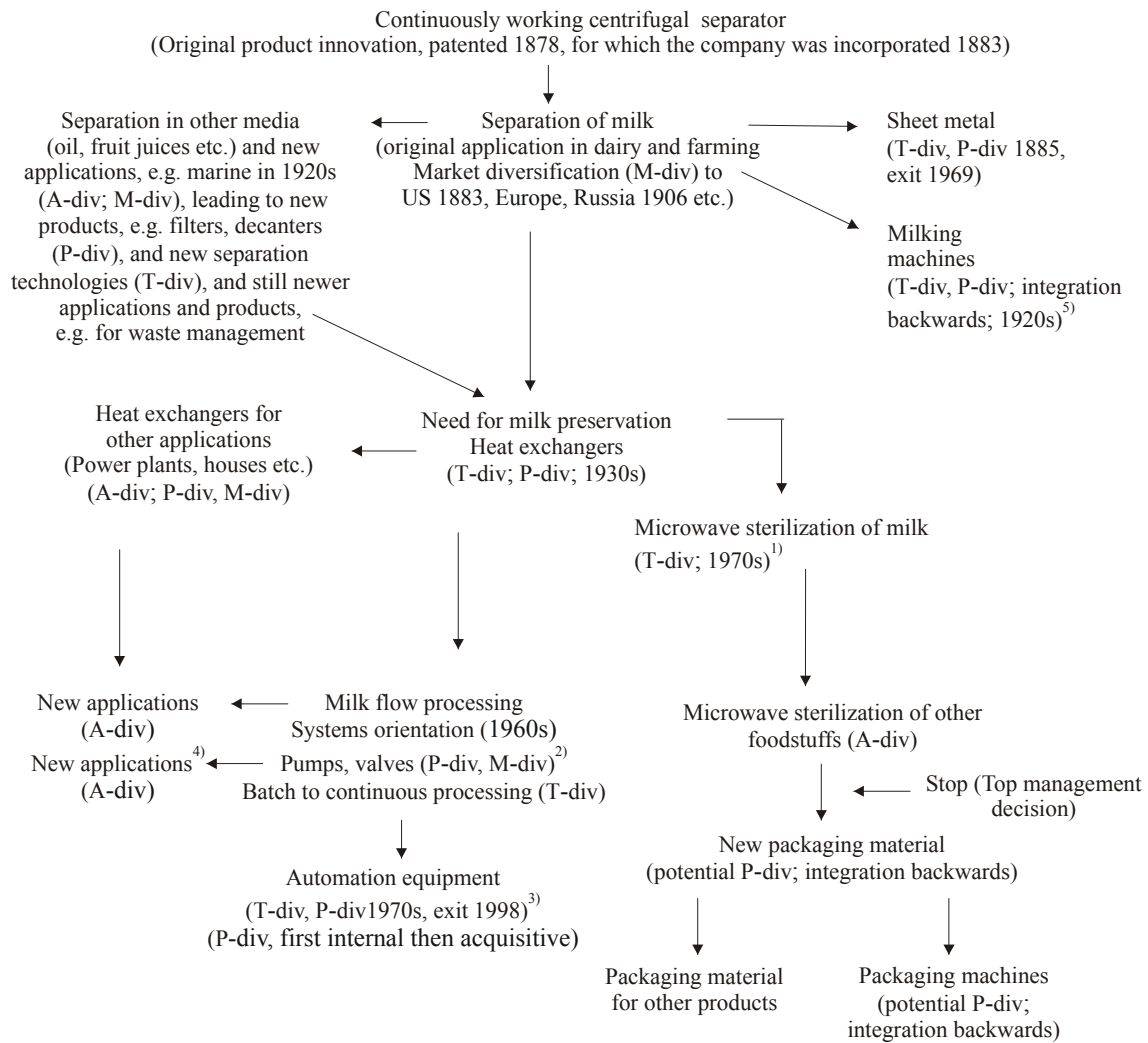 Continuously working centrifugal separator
(Original product innovation, patented 1878, for which the company was incorporated 1883)
Separation in other media
(oil, fruit juices etc.) and new
applications, e.g. marine in 1920s
(A-div; M-div), leading to new
products, e.g. filters, decanters
(P-div), and new separation
technologies (T-div), and still newer
applications and products,
e.g. for waste management
Separation of milk
(original application in dairy and farming
Market diversification (M-div) to
US 1883, Europe, Russia 1906 etc.)
Sheet metal
(T-div, P-div 1885,
exit 1969)
Milking
machines
(T-div, P-div; integration
backwards; 1920s)5)
Heat exchangers for
other applications
(Power plants, houses etc.)
(A-div; P-div, M-div)
Need for milk preservation
Heat exchangers
(T-div; P-div; 1930s)
Microwave sterilization of milk
(T-div; 1970s)1)
New applications
(A-div)
New applications4)
(A-div)
Milk flow processing
Systems orientation (1960s)
Pumps, valves (P-div, M-div)2)
Batch to continuous processing (T-div)
Microwave sterilization of other
foodstuffs (A-div)
Stop (Top management
decision)
New packaging material
(potential P-div; integration backwards)
Automation equipment
(T-div, P-div1970s, exit 1998)3)
(P-div, first internal then acquisitive)
Packaging material
for other products
Packaging machines
(potential P-div;
integration backwards)